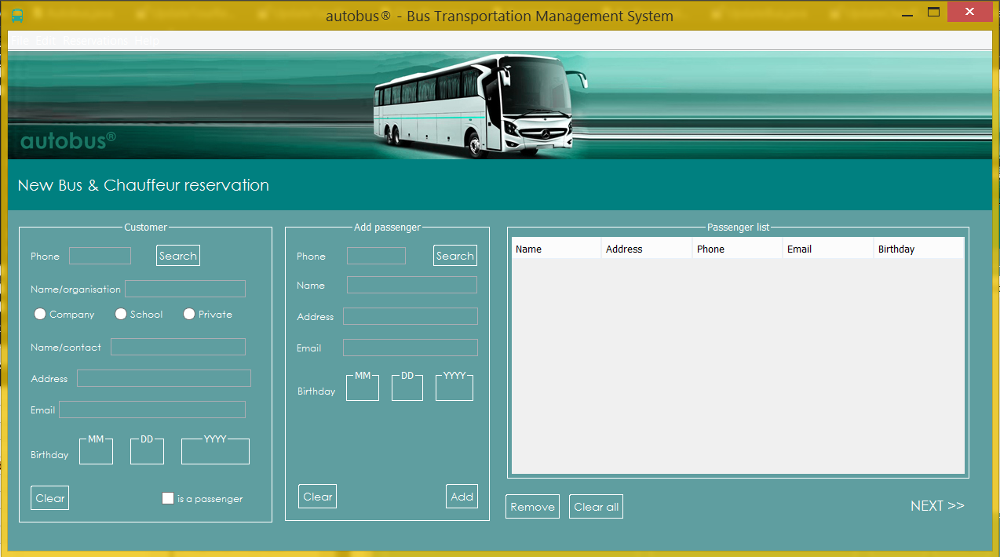 autobus® - Bus Transportation Management System
File Edit Reservations Help
autobus®
New Bus & Chauffeur reservation
Customer
Phone Search
Name/organisation
Company School Private
Name/contact
Address
Email
MM DD YYYY
Birthday
Clear is a passenger
Add passenger
Phone Search
Name
Address
Email
MM DD YYYY
Birthday
Clear Add
Passenger list
Name Address Phone Email Birthday
Remove Clear all
NEXT >>